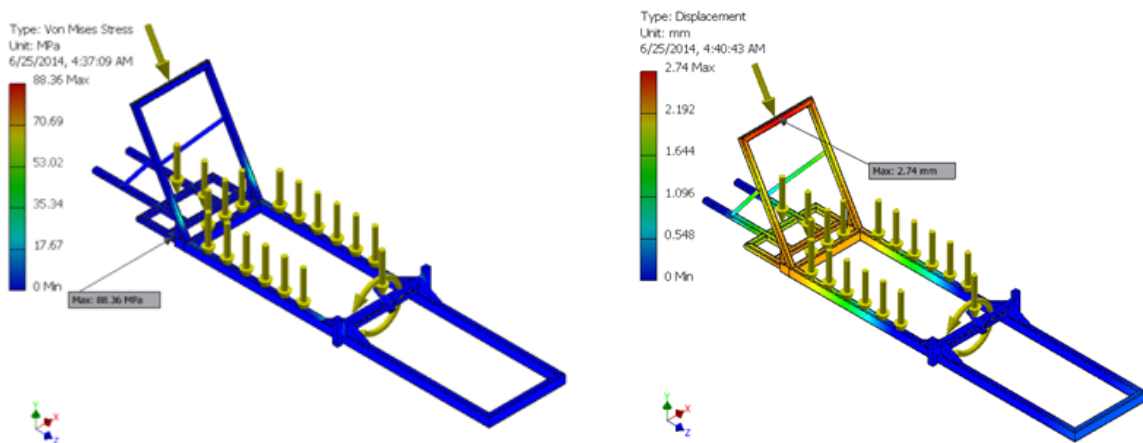 Type: Von Mises Stress
Unit: MPa
6/25/2014, 4:37:09 AM
88.36 Max
70.69
53.02
35.34
17.67
0 Min
Max: 88.36 MPa
Y
X
Z
Type: Displacement
Unit: mm
6/25/2014, 4:40:43 AM
2.74 Max
2.192
1.644
1.096
0.548
0 Min
Max: 2.74 mm
Y
X
Z